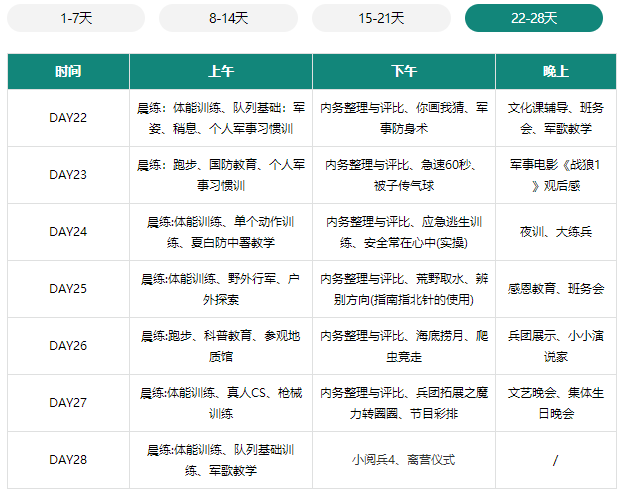 1-7天
8-14天
15-21天
22-28天
时间
上午
下午
晚上
DAY22
晨练：体能训练、队列基础：军
姿、稍息、个人军事习惯训
内务整理与评比、你画我猜、军
事防身术
文化课辅导、班务
会、军歌教学
DAY23
晨练：跑步、国防教育、个人军
事习惯训
内务整理与评比、急速60秒、
被子传气球
军事电影《战狼1
》观后感
DAY24
晨练:体能训练、单个动作训
练、夏白防中暑教学
内务整理与评比、应急逃生训
练、安全常在心中(实操)
夜训、大练兵
DAY25
晨练:体能训练、野外行军、户
外探索
内务整理与评比、荒野取水、辨
别方向(指南指北针的使用)
感恩教育、班务会
DAY26
晨练:跑步、科普教育、参观地
质馆
内务整理与评比、海底捞月、爬
虫竞走
兵团展示、小小演
说家
DAY27
晨练:体能训练、真人CS、枪械
训练
内务整理与评比、兵团拓展之魔
力转圈圈、节目彩排
文艺晚会、集体生
日晚会
DAY28
晨练:体能训练、队列基础训
练、军歌教学
小阅兵4、离营仪式
/